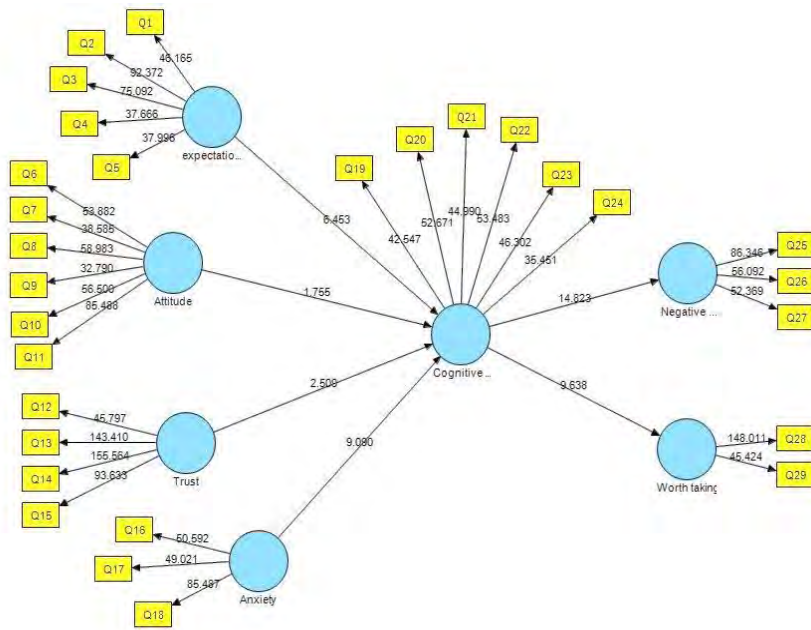 Q1
46.165
Q2
92.372
Q3
75.092
Q4
37.666
Q5
37.996
expectatio...
Q6
53.882
Q7
38.585
Q8
58.983
Q9
32.790
Q10
56.500
Q11
85.488
Attitude
Q12
45.797
Q13
143.410
Q14
155.564
Q15
93.633
Trust
Q16
50.592
Q17
49.021
Q18
85.487
Anxiety
6.453
1.755
2.500
9.090
Q19
42.547
Q20
52.671
Q21
44.990
Q22
53.483
Q23
46.302
Q24
35.451
Cognitive...
14.823
9.638
Negative ...
Q25
86.346
Q26
56.092
Q27
52.369
Worth taking
Q28
148.011
Q29
45.424